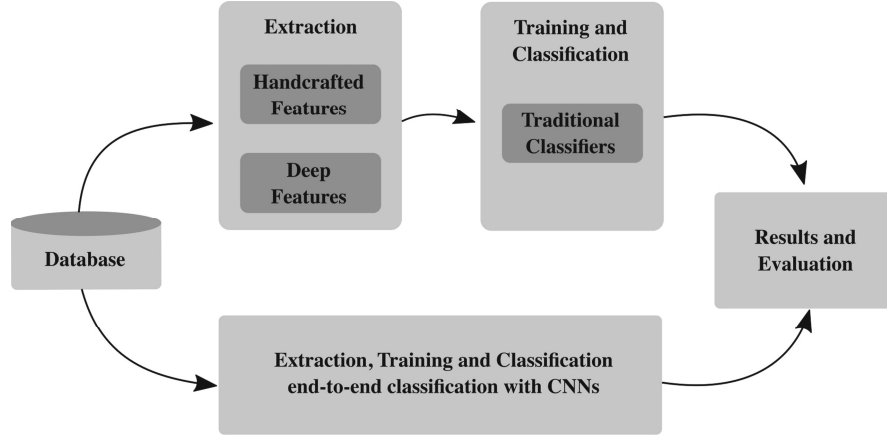 Extraction
Handcrafted
Features
Deep
Features
Training and
Classification
Traditional
Classifiers
Database
Results and
Evaluation
Extraction, Training and Classification
end-to-end classification with CNNs